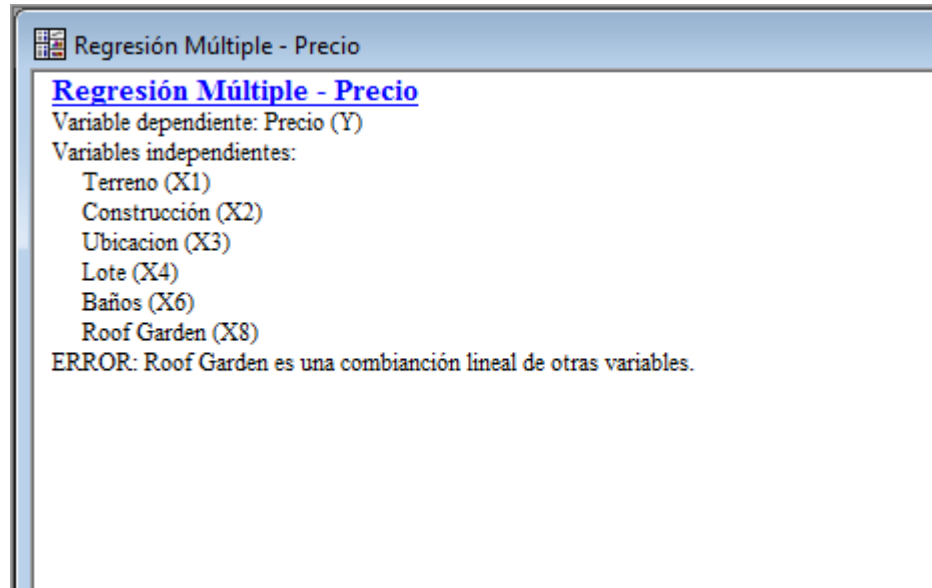 Regresión Múltiple - Precio
Regresión Múltiple - Precio
Variable dependiente: Precio (Y)
Variables independientes:
Terreno (X1)
Construcción (X2)
Ubicacion (X3)
Lote (X4)
Baños (X6)
Roof Garden (X8)
ERROR: Roof Garden es una combianción lineal de otras variables.